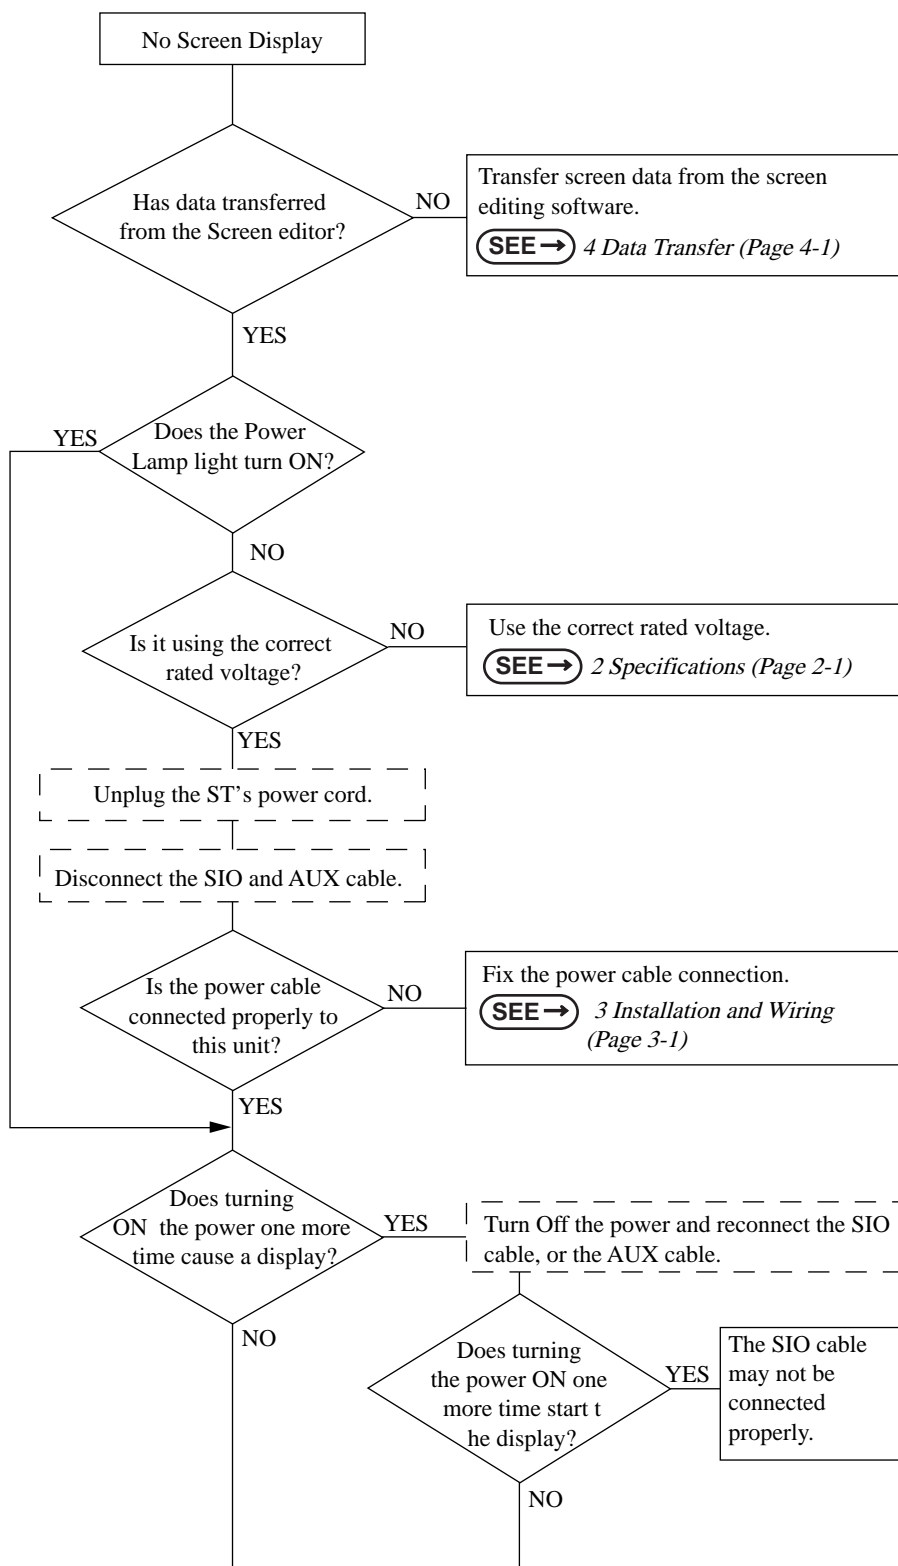 No Screen Display
Has data transferred
from the Screen editor?
NO
Transfer screen data from the screen
editing software.
SEE→ 4 Data Transfer (Page 4-1)
YES
YES
Does the Power
Lamp light turn ON?
NO
Is it using the correct
rated voltage?
NO
Use the correct rated voltage.
SEE→ 2 Specifications (Page 2-1)
YES
Unplug the ST’s power cord.
Disconnect the SIO and AUX cable.
Is the power cable
connected properly to
this unit?
NO
Fix the power cable connection.
SEE→ 3 Installation and Wiring
(Page 3-1)
YES
Does turning
ON the power one more
time cause a display?
YES
Turn Off the power and reconnect the SIO
cable, or the AUX cable.
NO
Does turning
the power ON one
more time start t
he display?
YES
The SIO cable
may not be
connected
properly.
NO